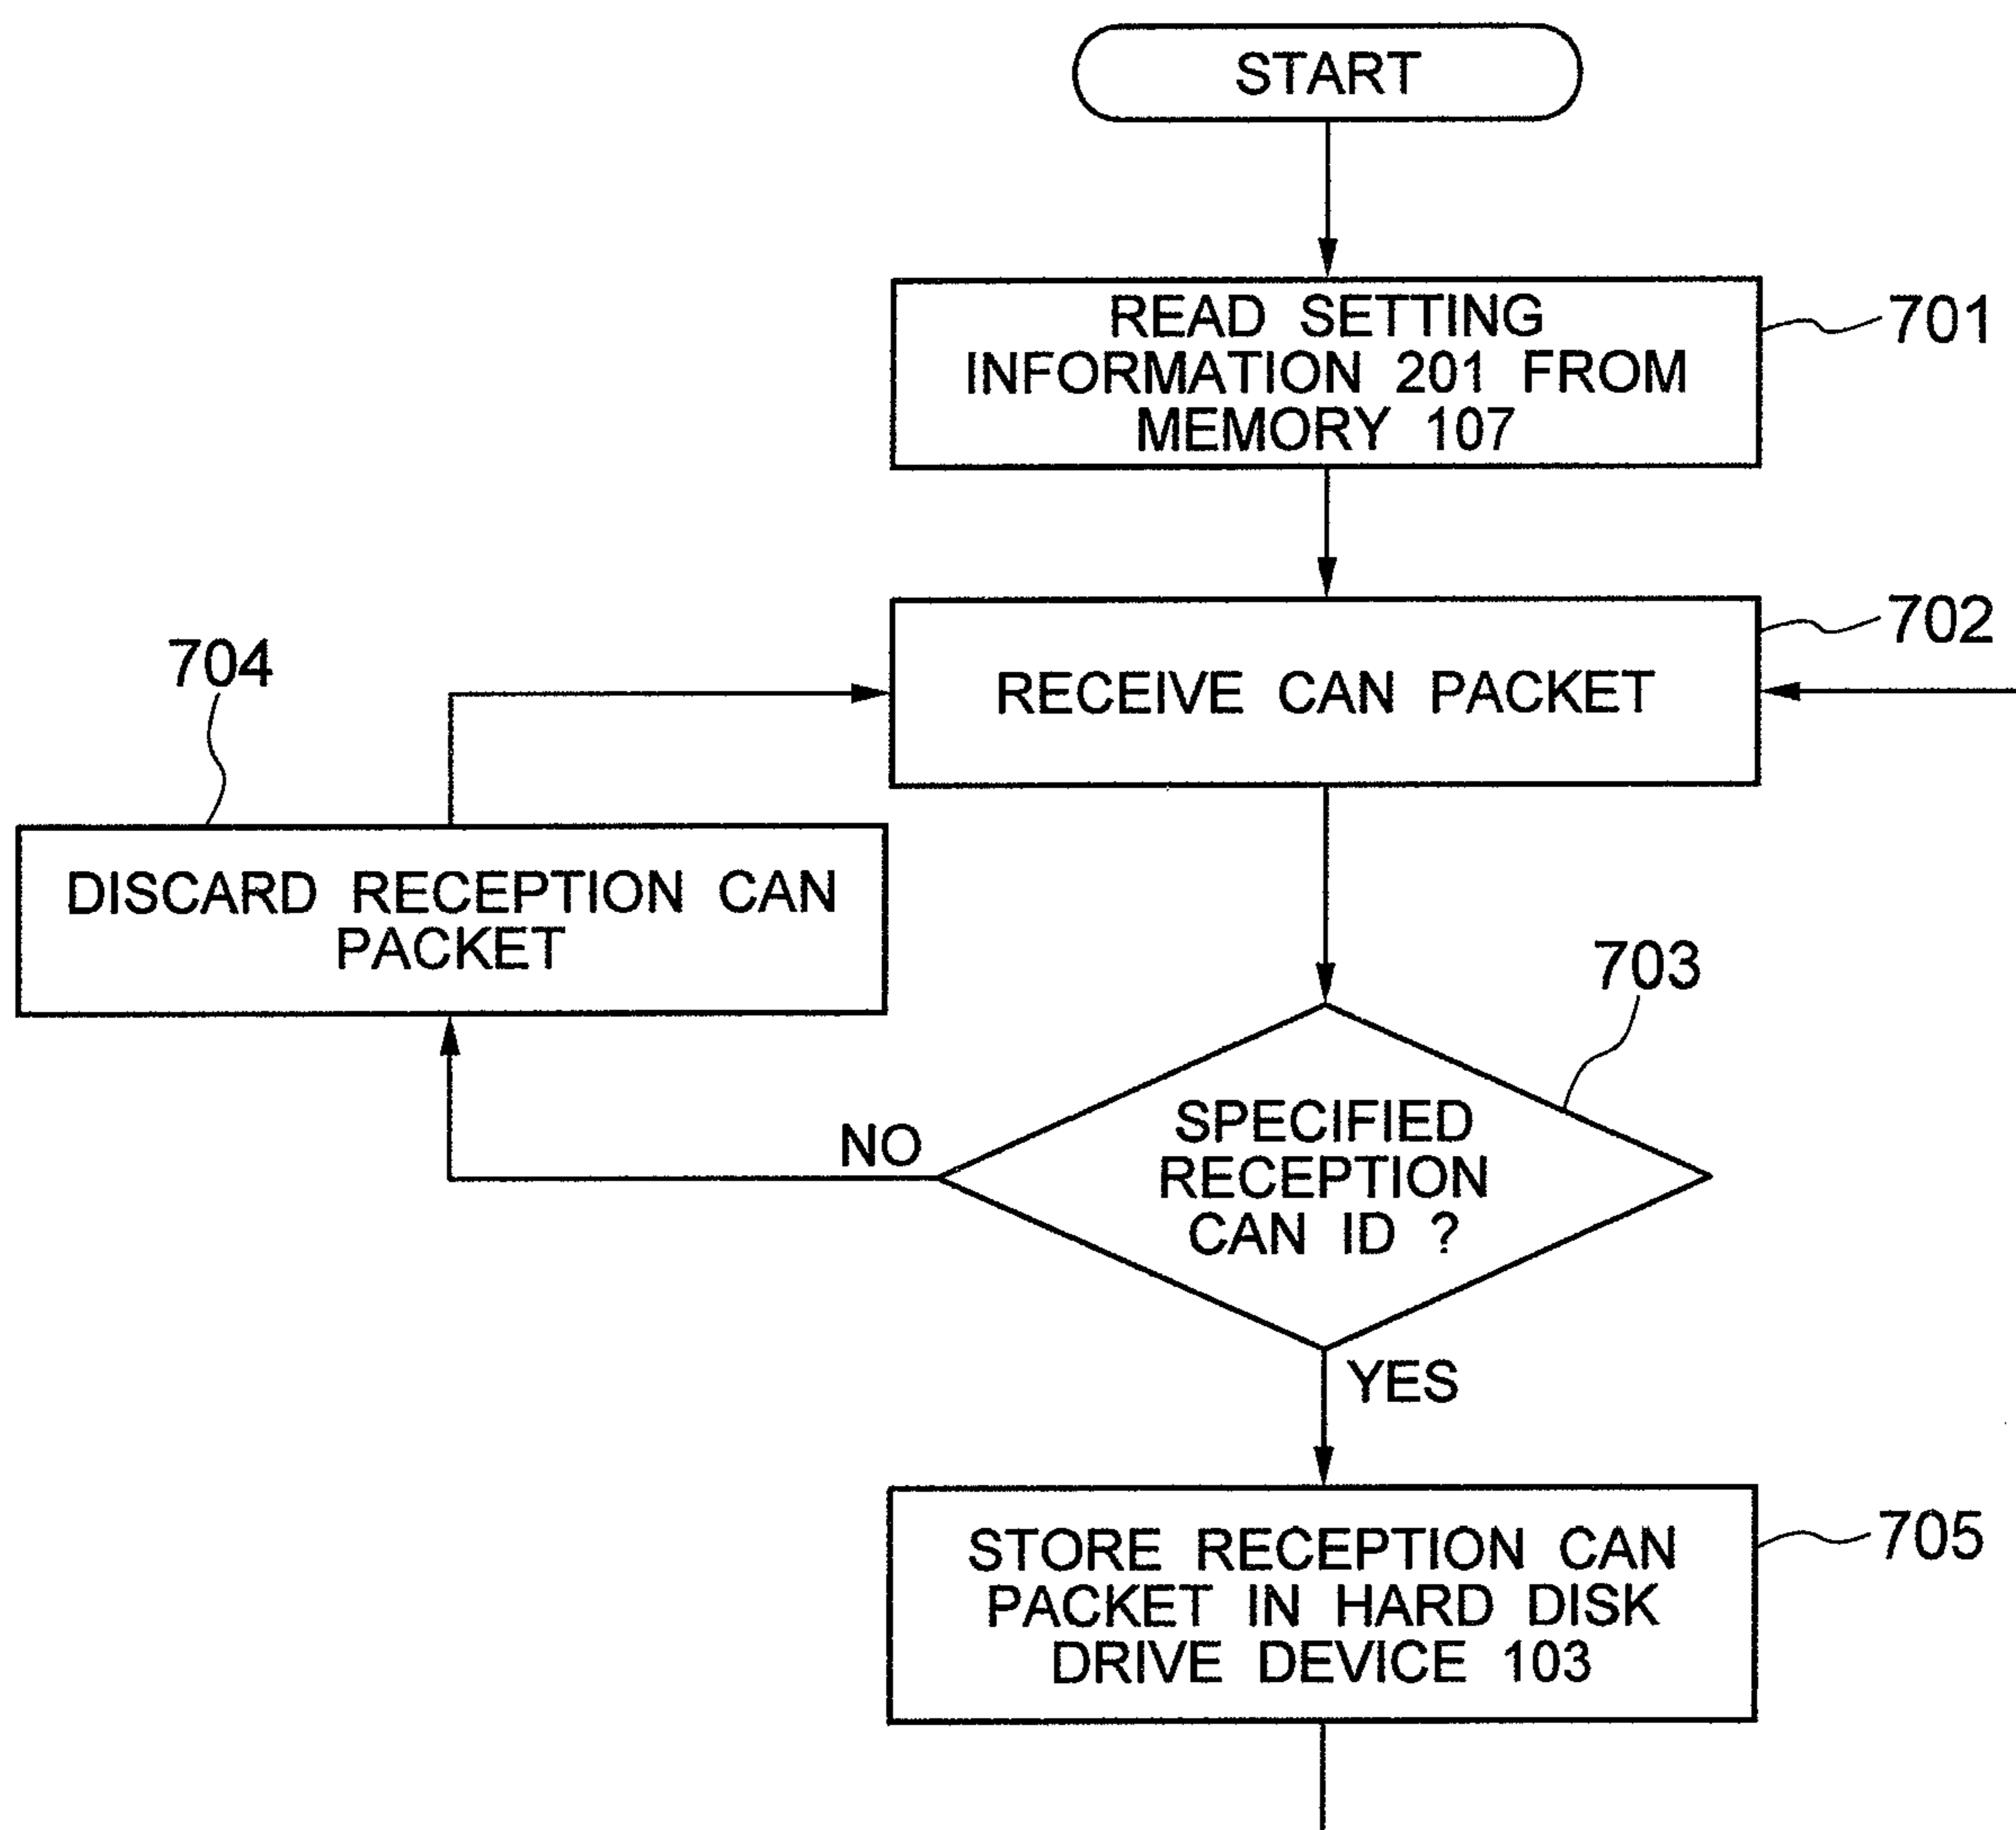 START
READ SETTING
INFORMATION 201 FROM
MEMORY 107
701
RECEIVE CAN PACKET
702
704
DISCARD RECEPTION CAN
PACKET
703
SPECIFIED
RECEPTION
CAN ID ?
NO
YES
STORE RECEPTION CAN
PACKET IN HARD DISK
DRIVE DEVICE 103
705